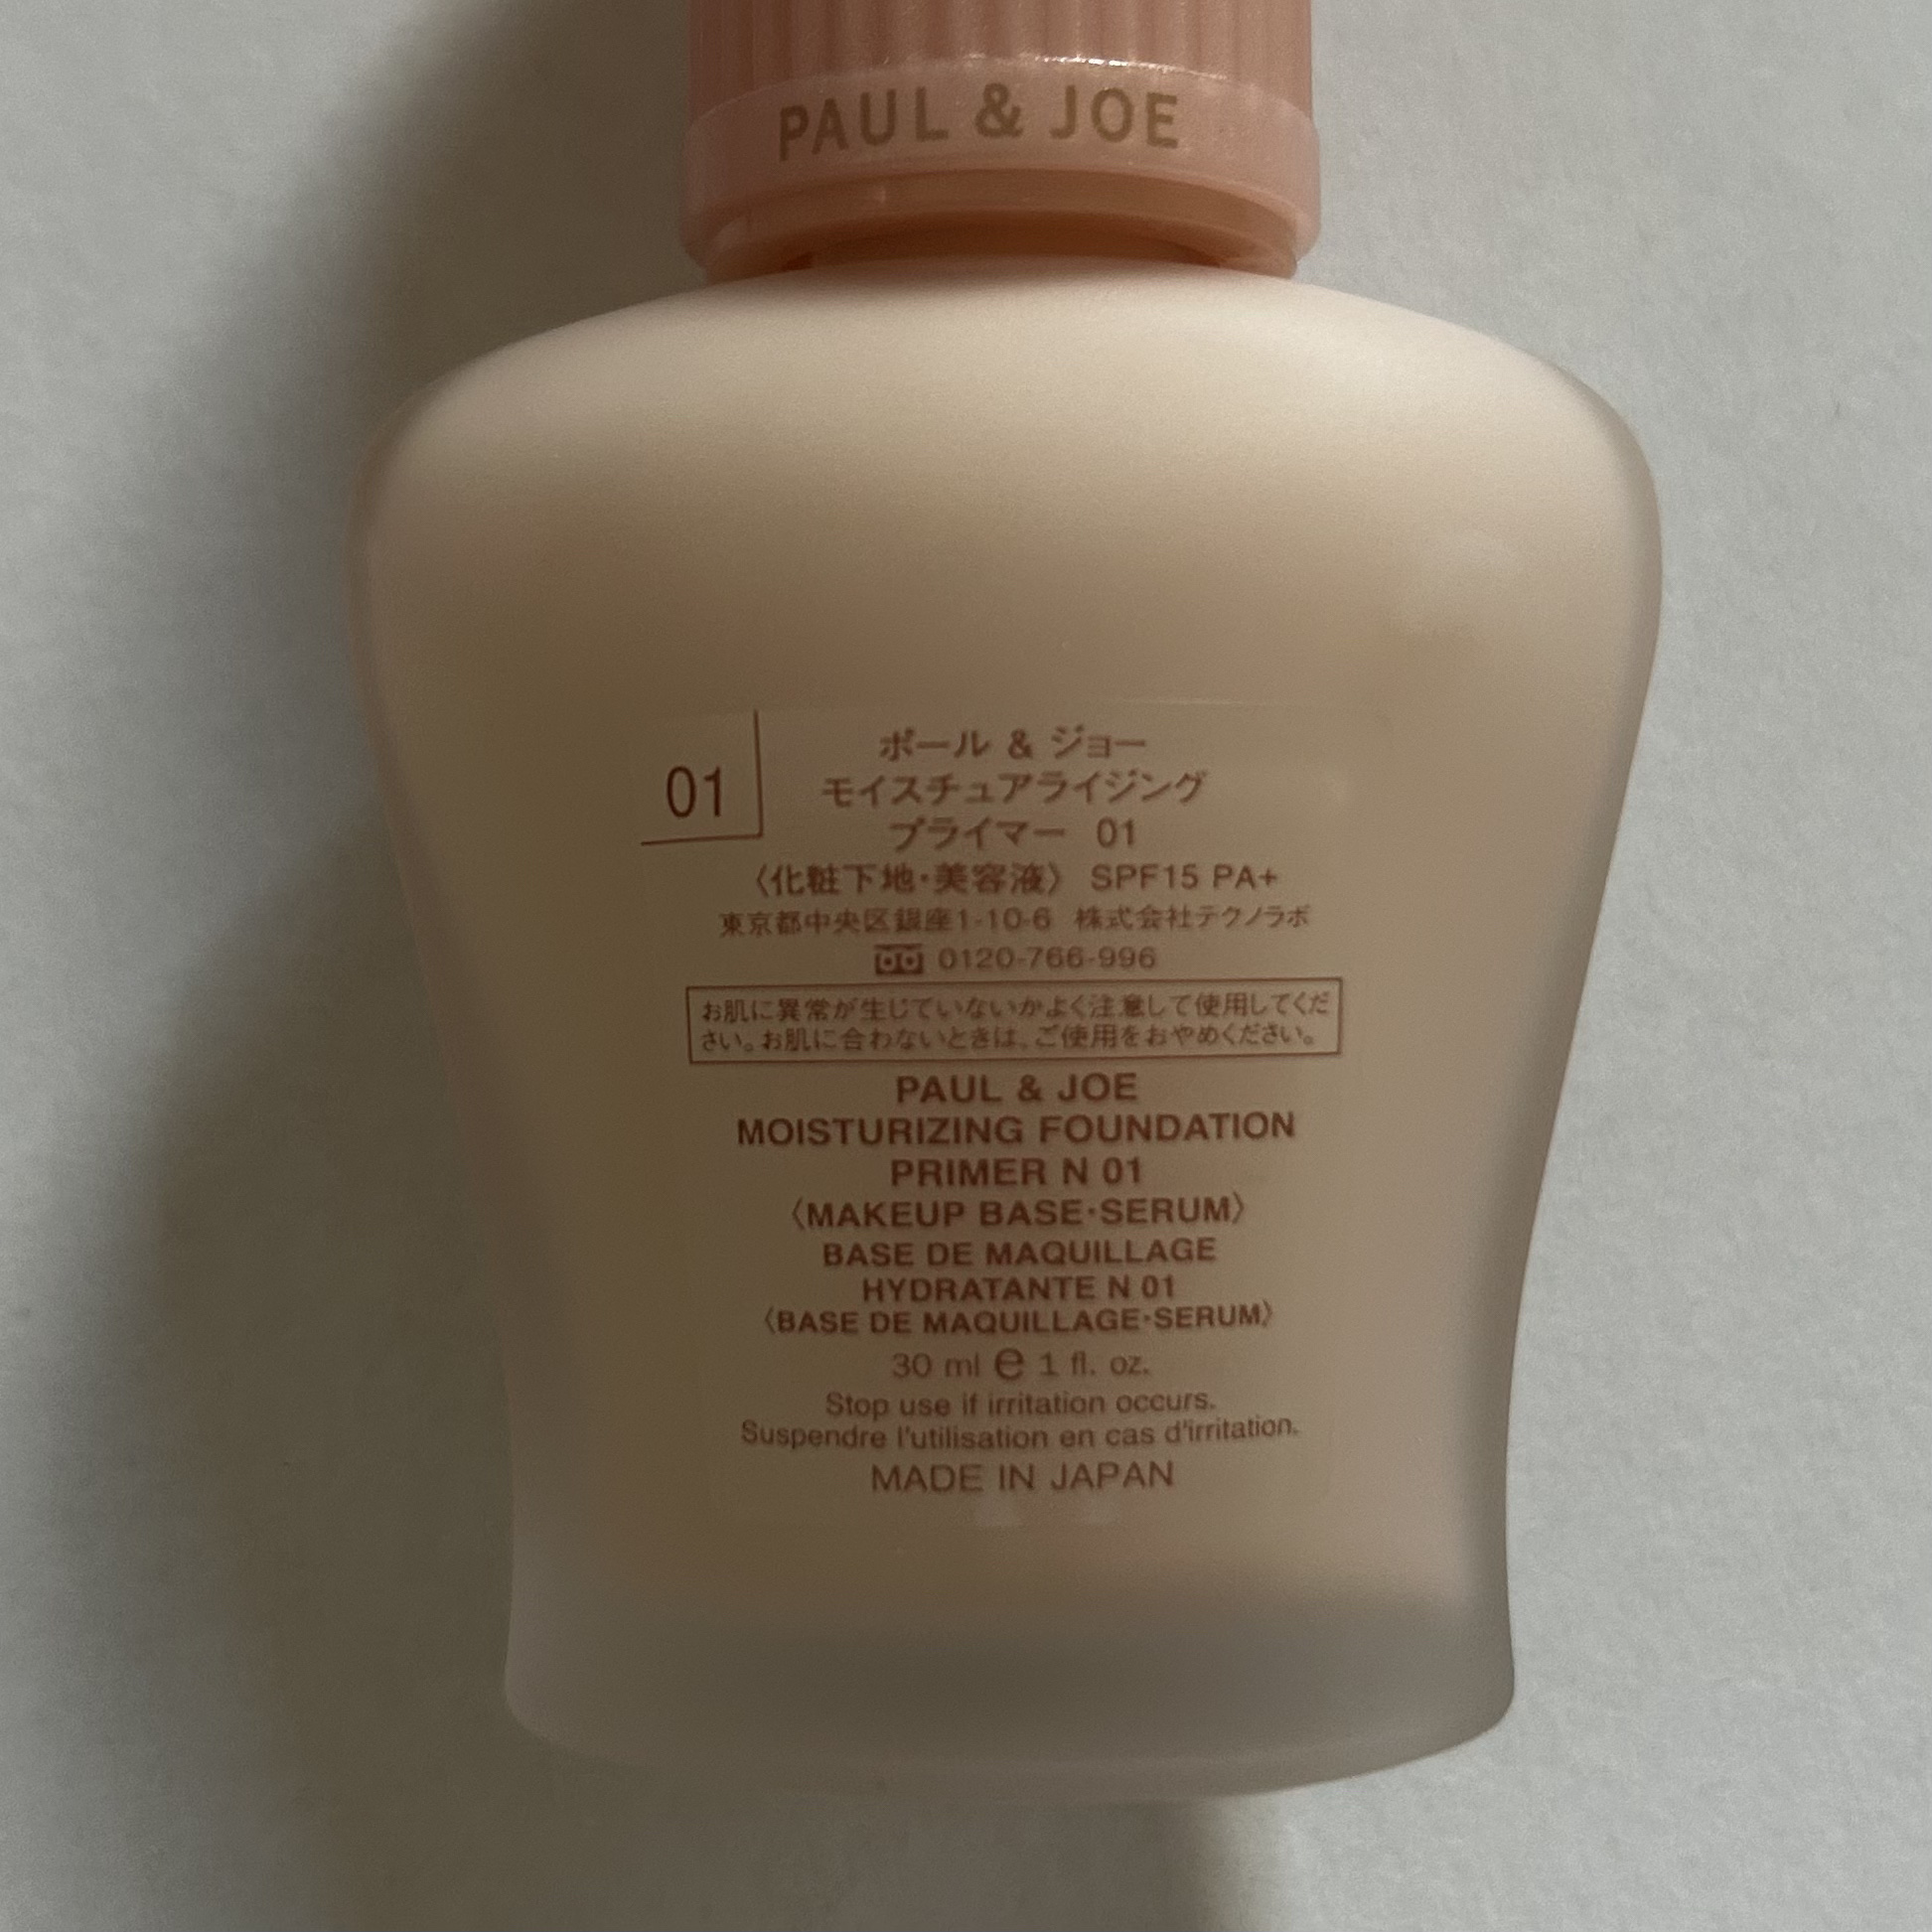 PAUL & JOE
01
ポール & ジョー
モイスチュアライジング
プライマー 01
〈化粧下地・美容液〉 SPF15 PA+
東京都中央区銀座1-10-6 株式会社テクノラボ
0120-766-996
お肌に異常が生じていないかよく注意して使用してくだ
さい。お肌に合わないときは、ご使用をおやめください。
PAUL & JOE
MOISTURIZING FOUNDATION
PRIMER N 01
〈MAKEUP BASE・SERUM〉
BASE DE MAQUILLAGE
HYDRATANTE N 01
〈BASE DE MAQUILLAGE・SERUM〉
30 ml e 1 fl. oz.
Stop use if irritation occurs.
Suspendre l'utilisation en cas d'irritation.
MADE IN JAPAN